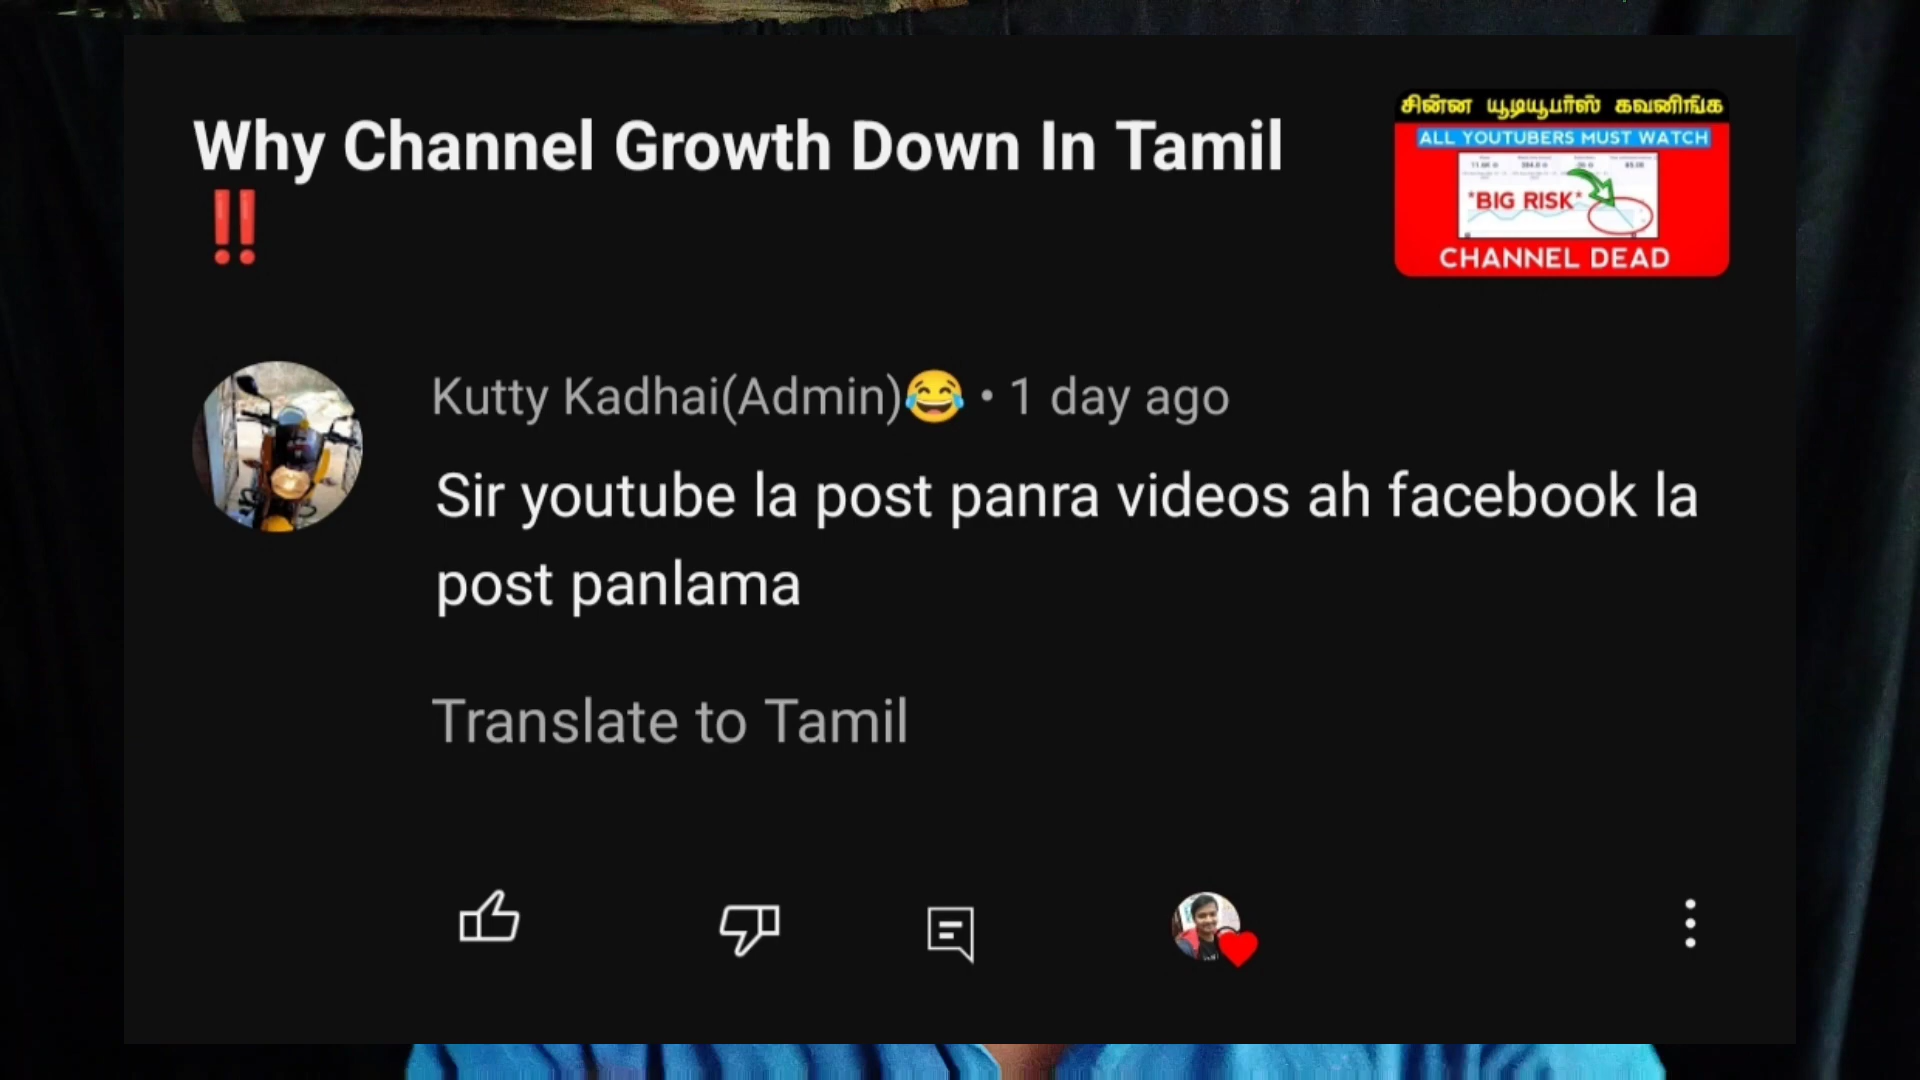 Why Channel Growth Down In Tamil
‼️
சின்ன யூடியூபர்ஸ் கவனிங்க
ALL YOUTUBERS MUST WATCH
*BIG RISK*
CHANNEL DEAD
Kutty Kadhai(Admin)😂 • 1 day ago
Sir youtube la post panra videos ah facebook la
post panlama
Translate to Tamil